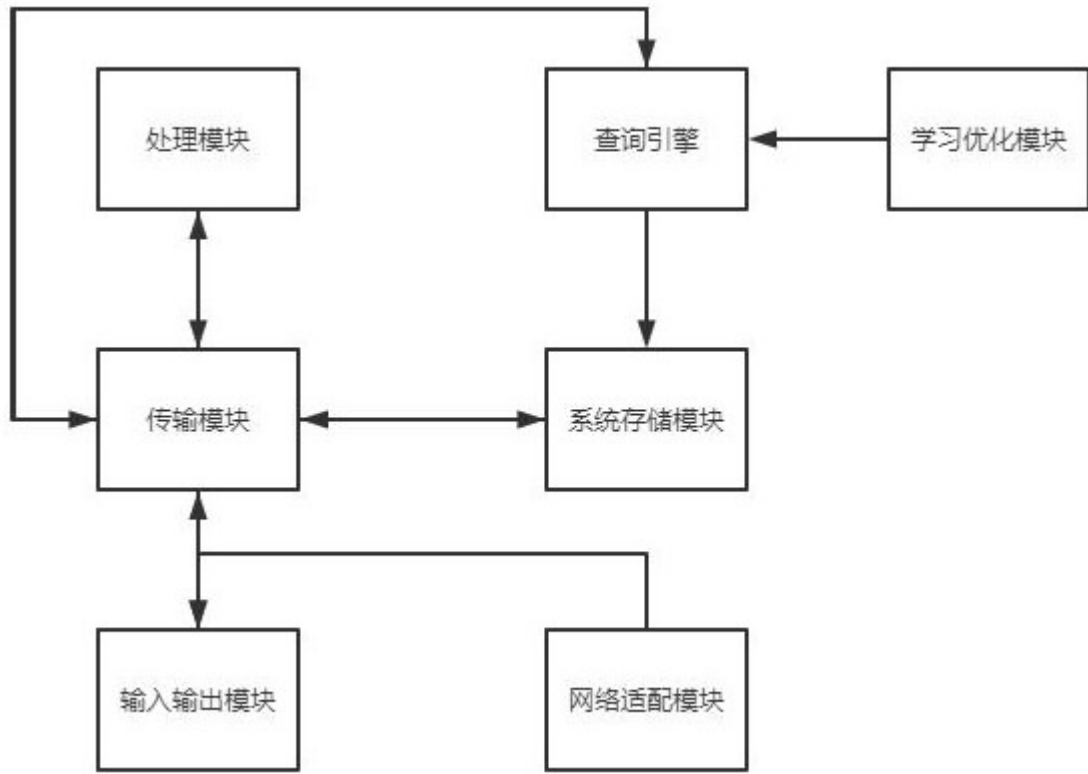 处理模块
查询引擎
学习优化模块
传输模块
系统存储模块
输入输出模块
网络适配模块